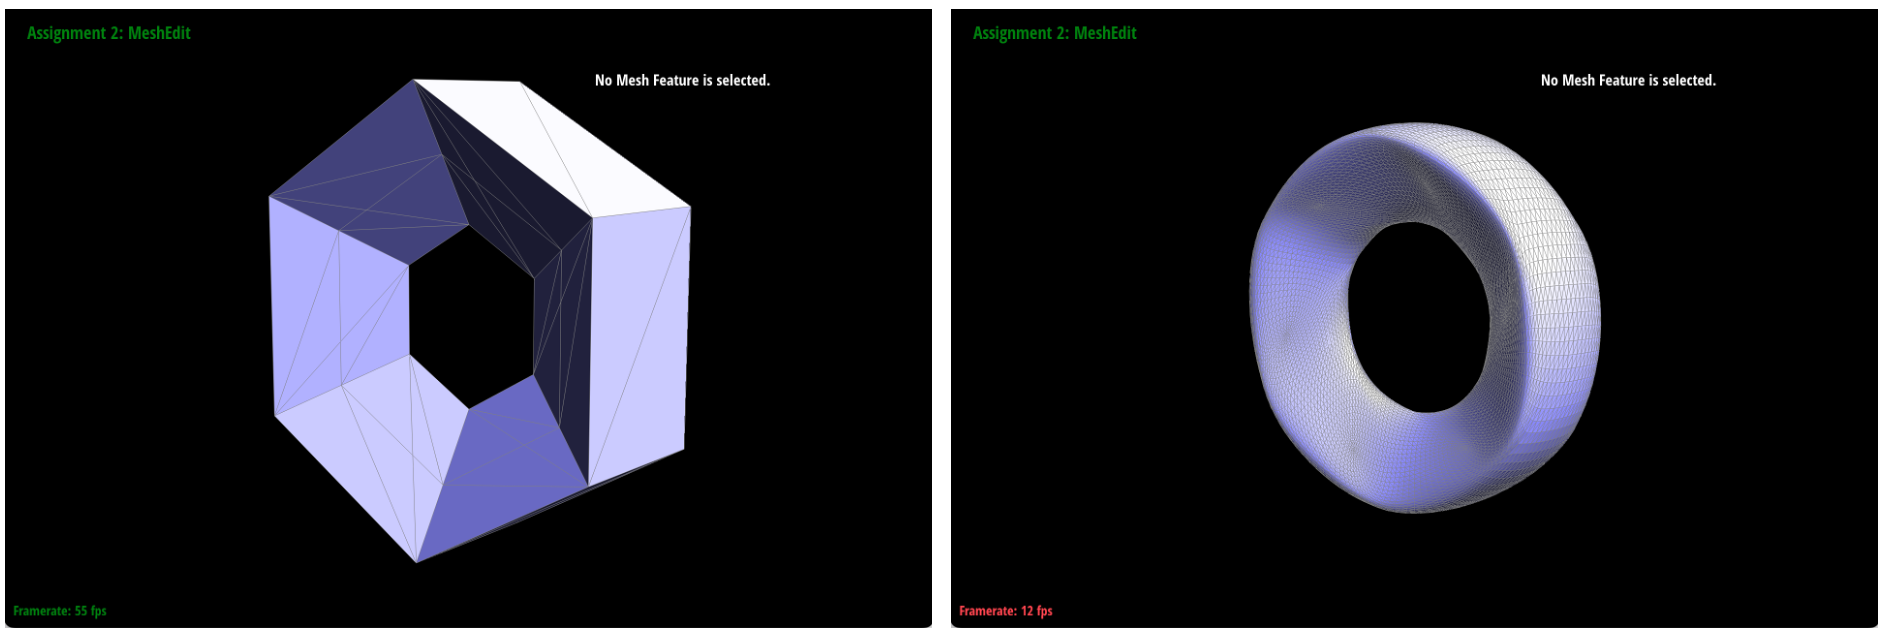 Assignment 2: MeshEdit
No Mesh Feature is selected.
Framerate: 55 fps
Assignment 2: MeshEdit
No Mesh Feature is selected.
Framerate: 12 fps